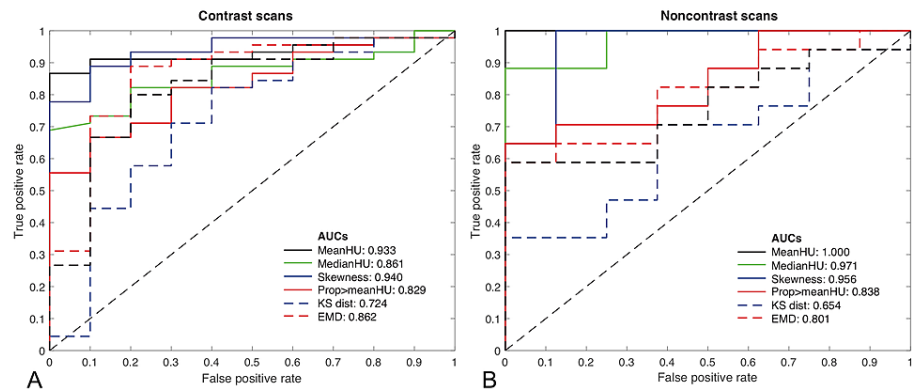 Contrast scans
1
0.9
0.8
0.7
0.6
0.5
0.4
0.3
0.2
0.1
0
True positive rate
AUCs
MeanHU: 0.933
MedianHU: 0.861
Skewness: 0.940
Prop>meanHU: 0.829
KS dist: 0.724
EMD: 0.862
0 0.1 0.2 0.3 0.4 0.5 0.6 0.7 0.8 0.9 1
False positive rate
A
Noncontrast scans
1
0.9
0.8
0.7
0.6
0.5
0.4
0.3
0.2
0.1
0
True positive rate
AUCs
MeanHU: 1.000
MedianHU: 0.971
Skewness: 0.956
Prop>meanHU: 0.838
KS dist: 0.654
EMD: 0.801
0.1 0.2 0.3 0.4 0.5 0.6 0.7 0.8 0.9 1
False positive rate
B